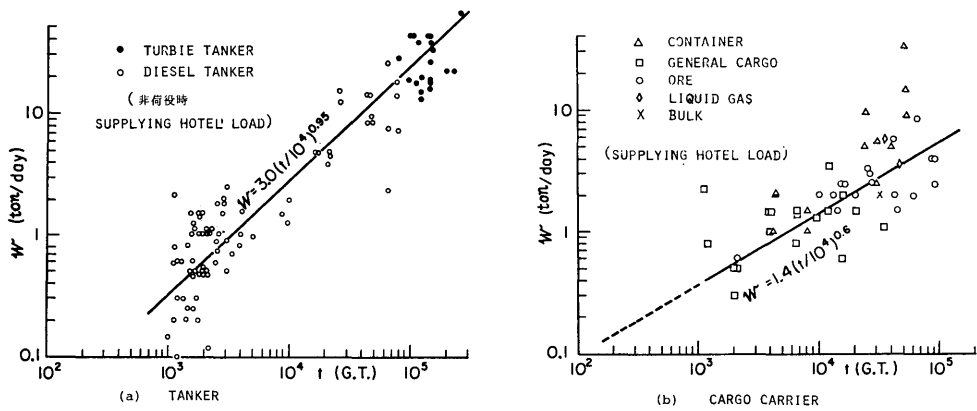 ● TURBIE TANKER
○ DIESEL TANKER
(非荷役時
SUPPLYING HOTEL LOAD)
W=3.0(t/10⁴)^0.95
W (ton/day)
10
1
0.1
10²
10³
10⁴
10⁵
t (G.T.)
(a) TANKER
△ CONTAINER
□ GENERAL CARGO
○ ORE
◊ LIQUID GAS
X BULK
(SUPPLYING HOTEL LOAD)
W=1.4(t/10⁴)^0.6
W (ton/day)
10
1
0.1
10²
10³
10⁴
10⁵
t (G.T.)
(b) CARGO CARRIER